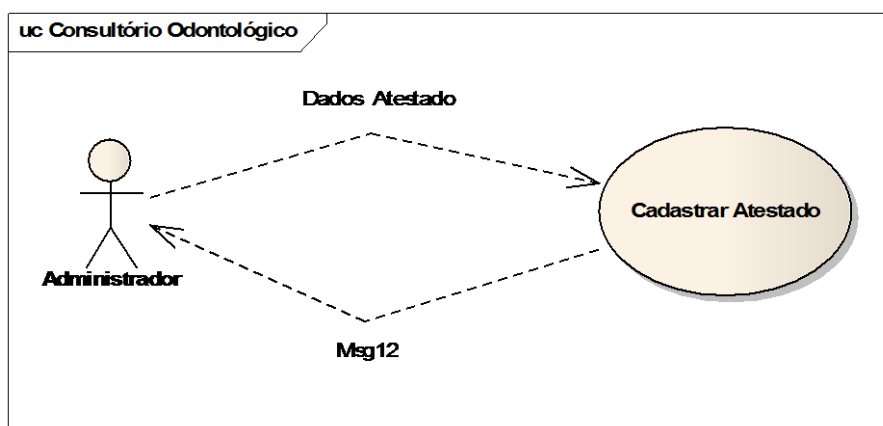 uc Consultório Odontológico
Dados Atestado
Cadastrar Atestado
Administrador
Msg12